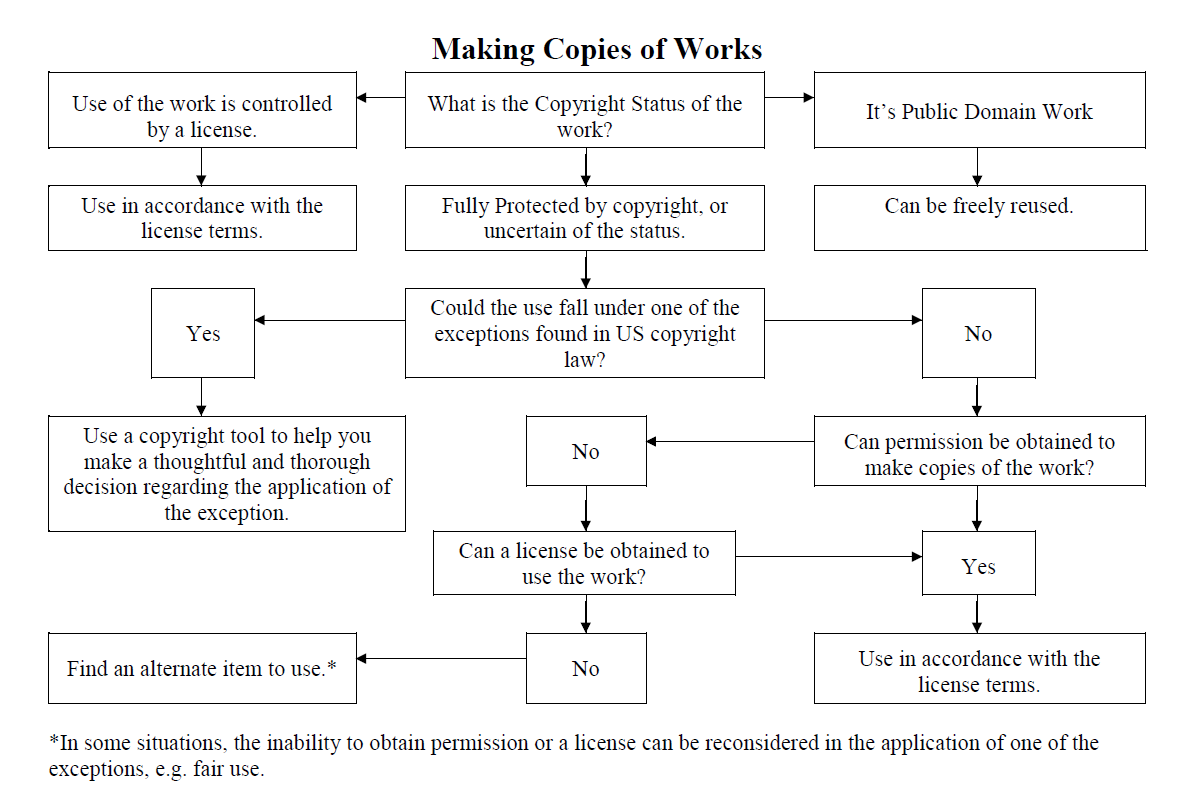 Making Copies of Works
Use of the work is controlled
by a license.
What is the Copyright Status of the
work?
It’s Public Domain Work
Use in accordance with the
license terms.
Fully Protected by copyright, or
uncertain of the status.
Can be freely reused.
Yes
Could the use fall under one of the
exceptions found in US copyright
law?
No
Use a copyright tool to help you
make a thoughtful and thorough
decision regarding the application of
the exception.
No
Can permission be obtained to
make copies of the work?
Can a license be obtained to
use the work?
Yes
Find an alternate item to use.*
No
Use in accordance with the
license terms.
*In some situations, the inability to obtain permission or a license can be reconsidered in the application of one of the
exceptions, e.g. fair use.